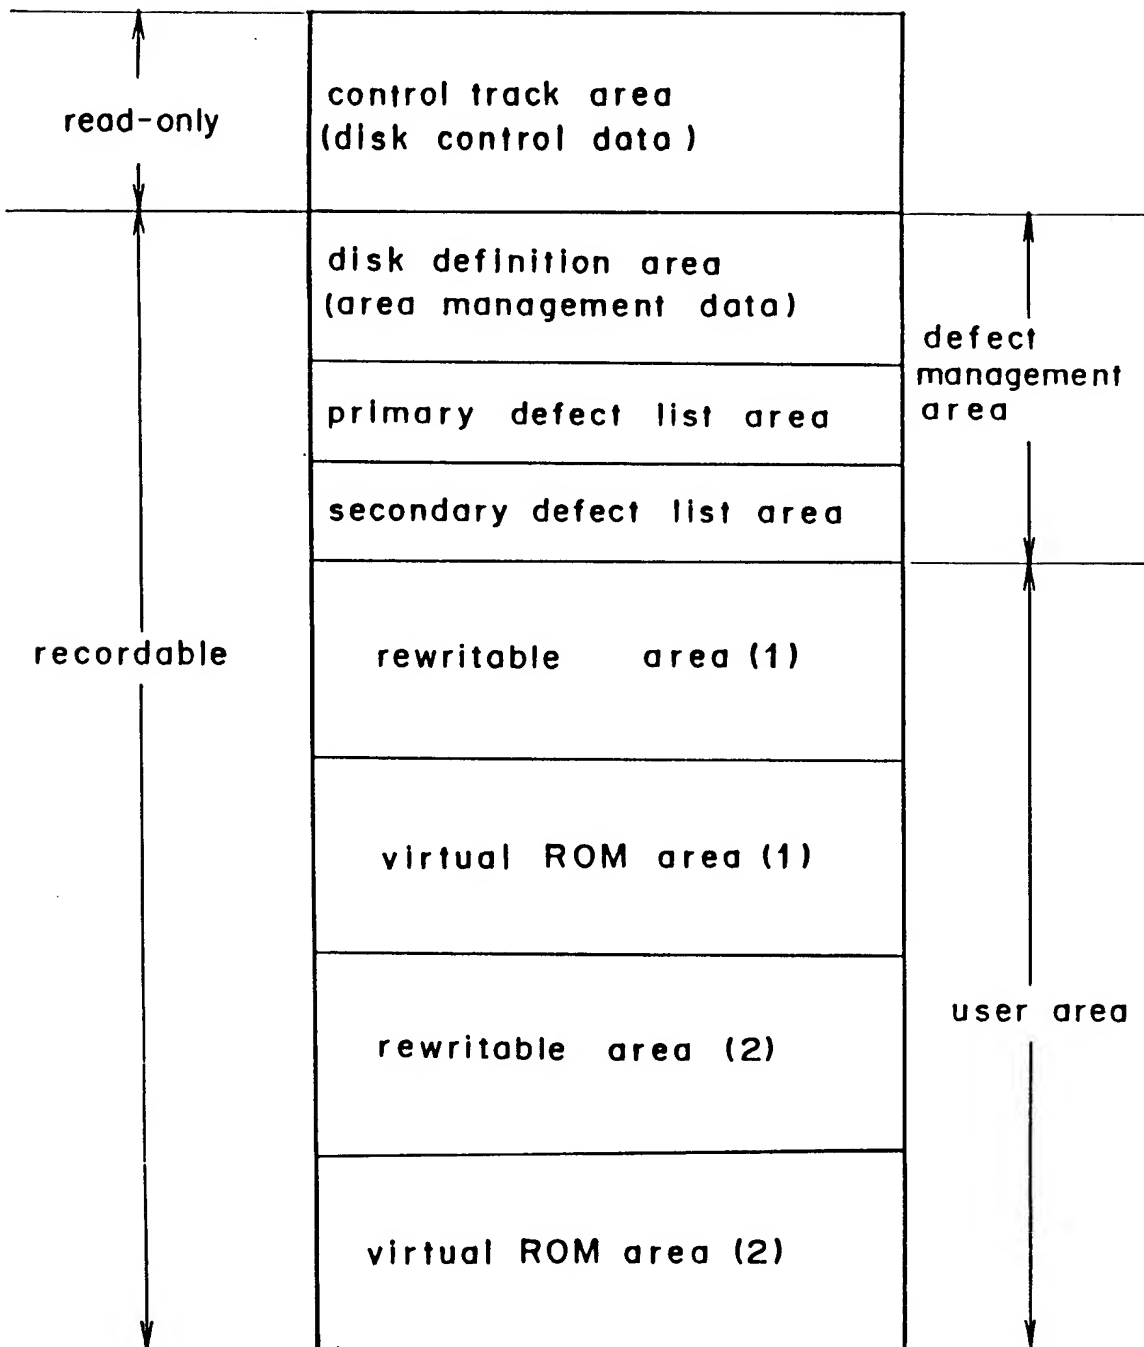 read-only
control track area
(disk control data)
disk definition area
(area management data)
defect
management
area
primary defect list area
secondary defect list area
recordable
rewritable area (1)
virtual ROM area (1)
user area
rewritable area (2)
virtual ROM area (2)